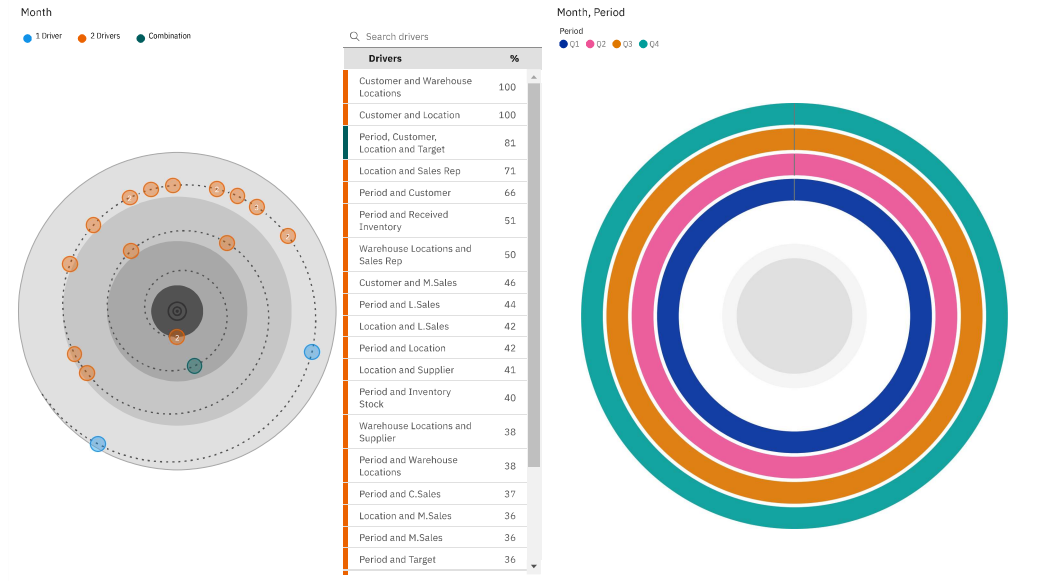 Month
1 Driver
2 Drivers
Combination
2
Search drivers
Drivers %
Customer and Warehouse
Locations
100
Customer and Location 100
Period, Customer,
Location and Target
81
Location and Sales Rep 71
Period and Customer 66
Period and Received
Inventory
51
Warehouse Locations and
Sales Rep
50
Customer and M.Sales 46
Period and L.Sales 44
Location and L.Sales 42
Period and Location 42
Location and Supplier 41
Period and Inventory
Stock
40
Warehouse Locations and
Supplier
38
Period and Warehouse
Locations
38
Period and C.Sales 37
Location and M.Sales 36
Period and M.Sales 36
Period and Target 36
Month, Period
Period
Q1 Q2 Q3 Q4